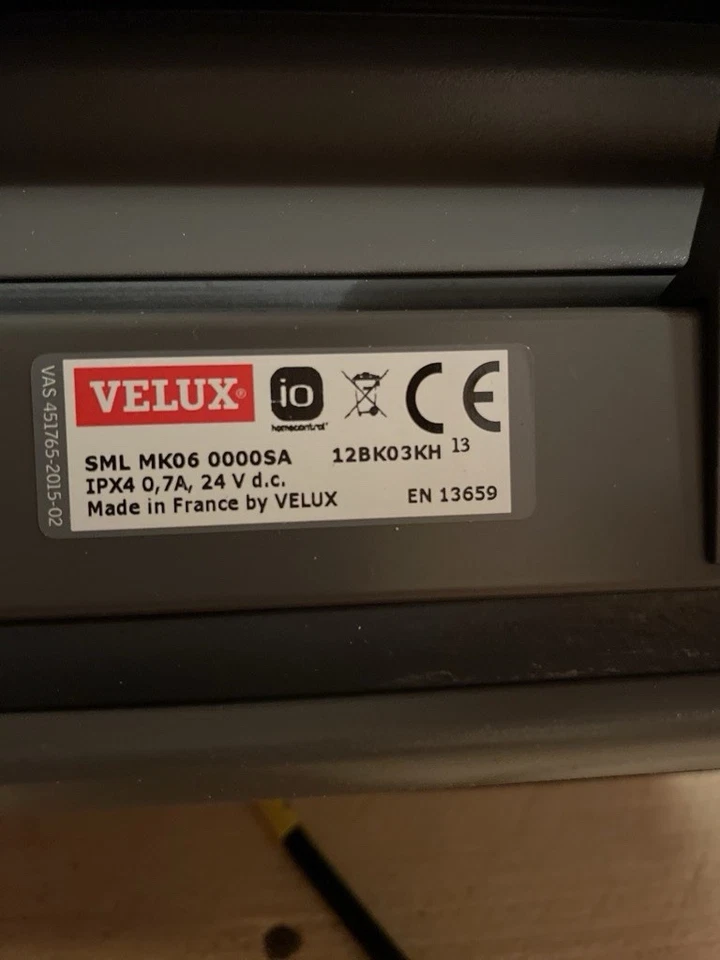 VELUX®
io
homecontrol®
CE
SML MK06 0000SA 12BK03KH 13
IPX4 0,7A, 24 V d.c.
Made in France by VELUX EN 13659
VAS 451765-2015-02